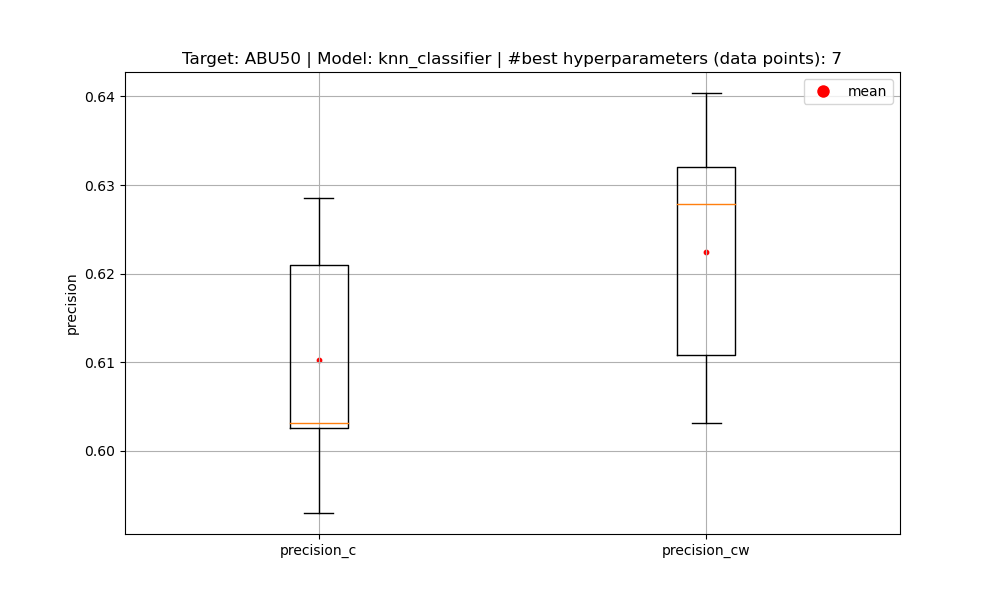 Target: ABU50 | Model: knn_classifier | #best hyperparameters (data points): 7
mean
precision
0.64
0.63
0.62
0.61
0.60
precision_c
precision_cw